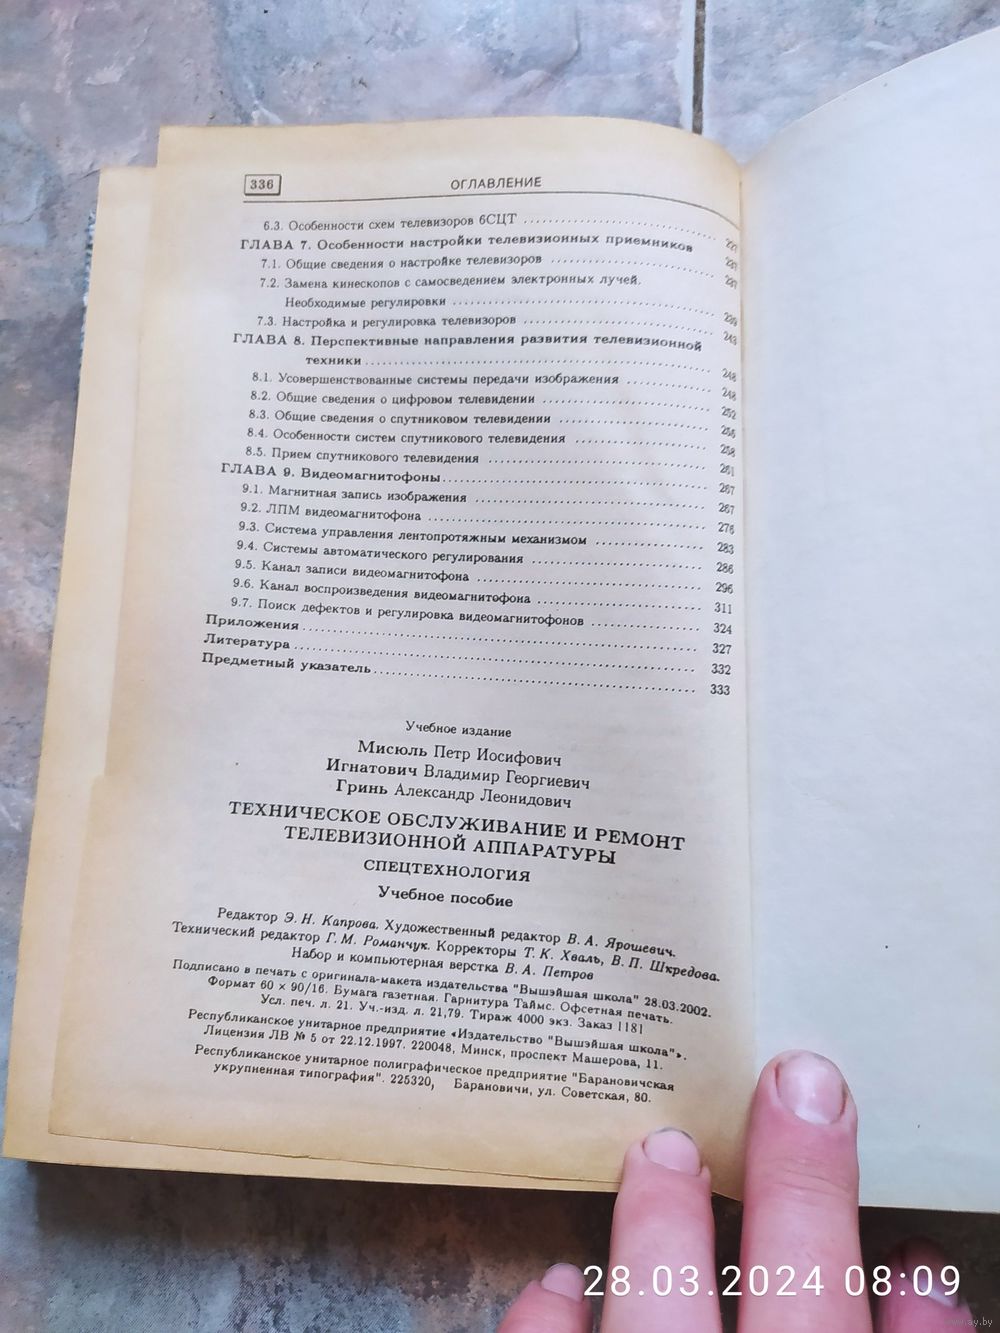 336
ОГЛАВЛЕНИЕ
6.3. Особенности схем телевизоров 6СЦТ
ГЛАВА 7. Особенности настройки телевизионных приемников 237
7.1. Общие сведения о настройке телевизоров 237
7.2. Замена кинескопов с самосведением электронных лучей.
Необходимые регулировки 239
7.3. Настройка и регулировка телевизоров 243
ГЛАВА 8. Перспективные направления развития телевизионной
техники 248
8.1. Усовершенствованные системы передачи изображения 248
8.2. Общие сведения о цифровом телевидении 252
8.3. Общие сведения о спутниковом телевидении 255
8.4. Особенности систем спутникового телевидения 258
8.5. Прием спутникового телевидения 261
ГЛАВА 9. Видеомагнитофоны 267
9.1. Магнитная запись изображения 267
9.2. ЛПМ видеомагнитофона 276
9.3. Система управления лентопротяжным механизмом 283
9.4. Системы автоматического регулирования 286
9.5. Канал записи видеомагнитофона 296
9.6. Канал воспроизведения видеомагнитофона 311
9.7. Поиск дефектов и регулировка видеомагнитофонов 324
Приложения 327
Литература 332
Предметный указатель 333
Учебное издание
Мисюль Петр Иосифович
Игнатович Владимир Георгиевич
Гринь Александр Леонидович
ТЕХНИЧЕСКОЕ ОБСЛУЖИВАНИЕ И РЕМОНТ
ТЕЛЕВИЗИОННОЙ АППАРАТУРЫ
СПЕЦТЕХНОЛОГИЯ
Учебное пособие
Редактор Э. Н. Капрова. Художественный редактор В. А. Ярошевич.
Технический редактор Г. М. Романчук. Корректоры Т. К. Хваль, В. П. Шкредова.
Набор и компьютерная верстка В. А. Петров
Подписано в печать с оригинала-макета издательства "Вышэйшая школа" 28.03.2002.
Формат 60 × 90/16. Бумага газетная. Гарнитура Таймс. Офсетная печать.
Усл. печ. л. 21. Уч.-изд. л. 21,79. Тираж 4000 экз. Заказ 1181
Республиканское унитарное предприятие «Издательство "Вышэйшая школа"».
Лицензия ЛВ № 5 от 22.12.1997. 220048, Минск, проспект Машерова, 11.
Республиканское унитарное полиграфическое предприятие "Барановичская
укрупненная типография". 225320, Барановичи, ул. Советская, 80.
28.03.2024 08:09
www.ay.by